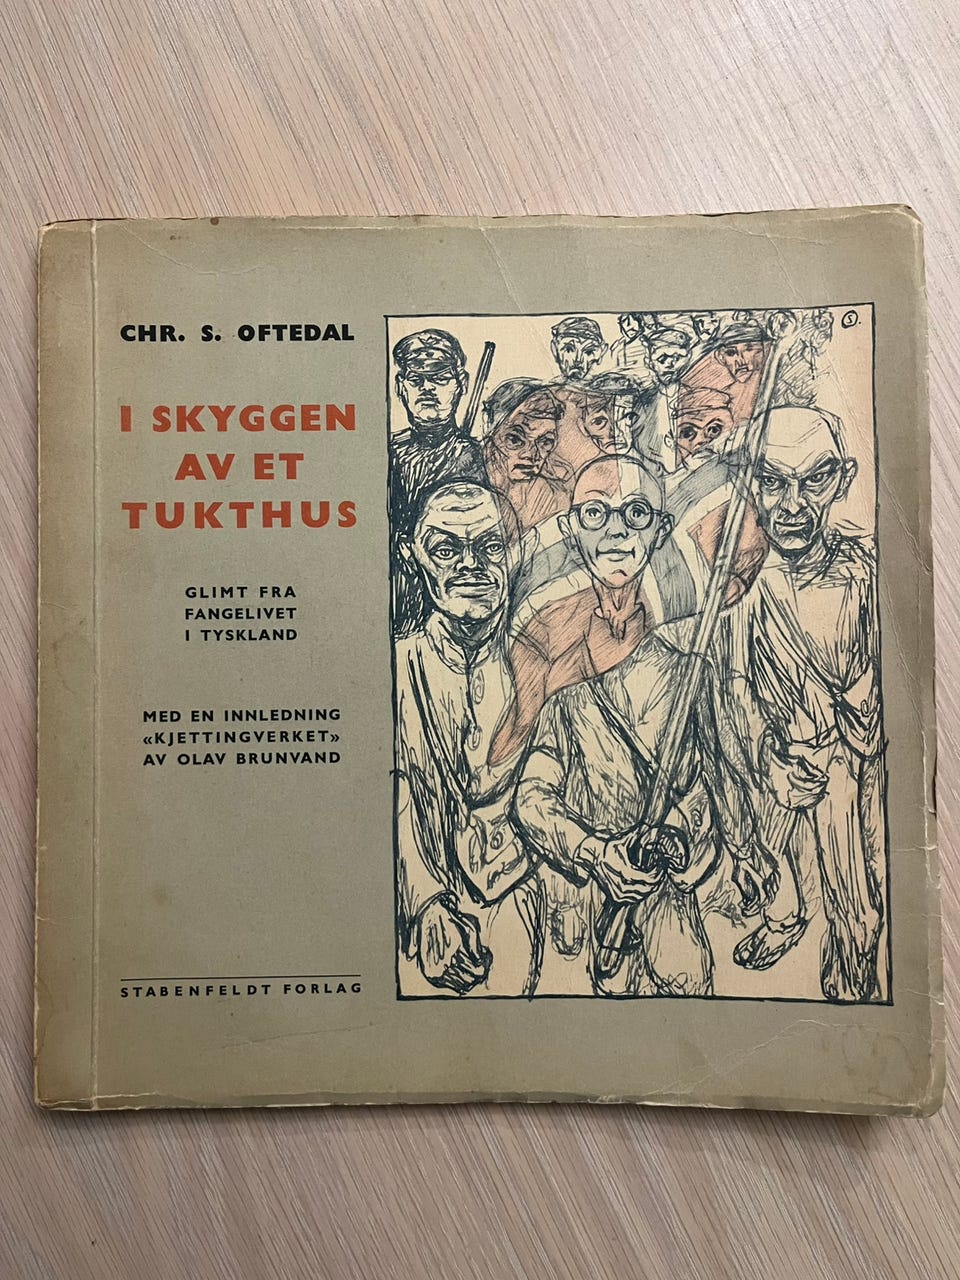 CHR. S. OFTEDAL
I SKYGGEN
AV ET
TUKTHUS
GLIMT FRA
FANGELIVET
I TYSKLAND
MED EN INNLEDNING
«KJETTINGVERKET»
AV OLAV BRUNVAND
STABENFELDT FORLAG
S.